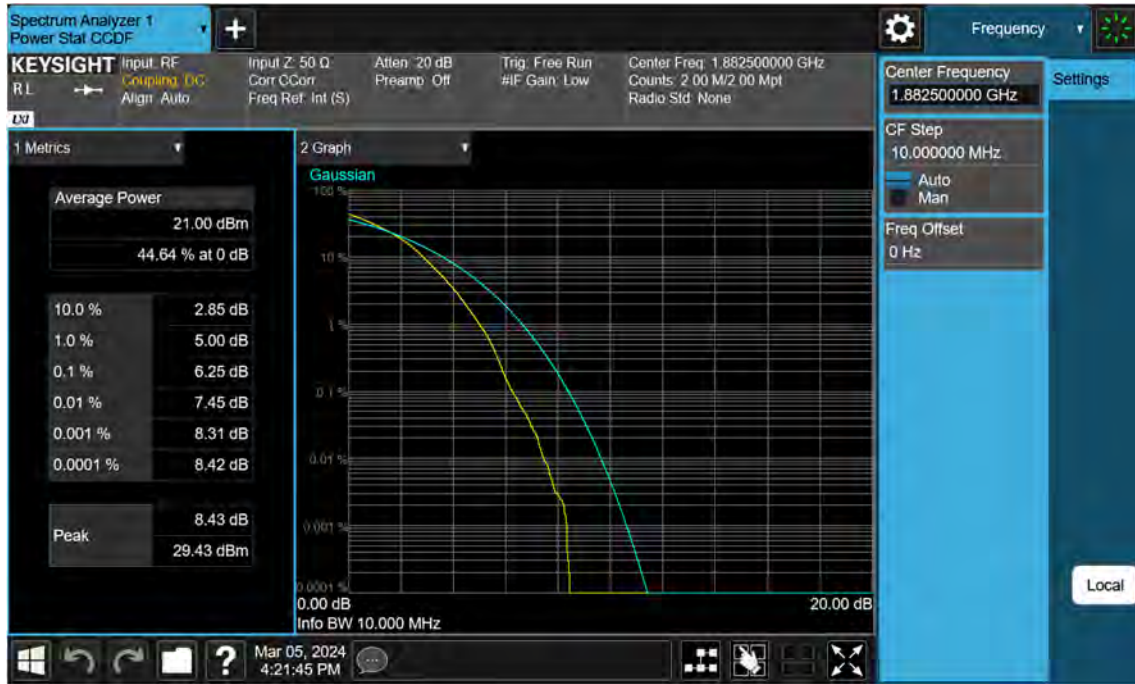 Spectrum Analyzer 1
Power Stat CCDF
Frequency
KEYSIGHT
RL
LXI
Input: RF
Coupling: DC
Align: Auto
Input Z: 50 Ω
Corr CCorr
Freq Ref: Int (S)
Atten: 20 dB
Preamp: Off
Trig: Free Run
#IF Gain: Low
Center Freq: 1.882500000 GHz
Counts: 2.00 M/2.00 Mpt
Radio Std: None
Center Frequency
1.882500000 GHz
Settings
CF Step
10.000000 MHz
Auto
Man
Freq Offset
0 Hz
1 Metrics
Average Power
21.00 dBm
44.64 % at 0 dB
10.0 % 2.85 dB
1.0 % 5.00 dB
0.1 % 6.25 dB
0.01 % 7.45 dB
0.001 % 8.31 dB
0.0001 % 8.42 dB
Peak
8.43 dB
29.43 dBm
2 Graph
Gaussian
100 %
10 %
1 %
0.1 %
0.01 %
0.001 %
0.0001 %
0.00 dB
20.00 dB
Info BW 10.000 MHz
Local
?
Mar 05, 2024
4:21:45 PM